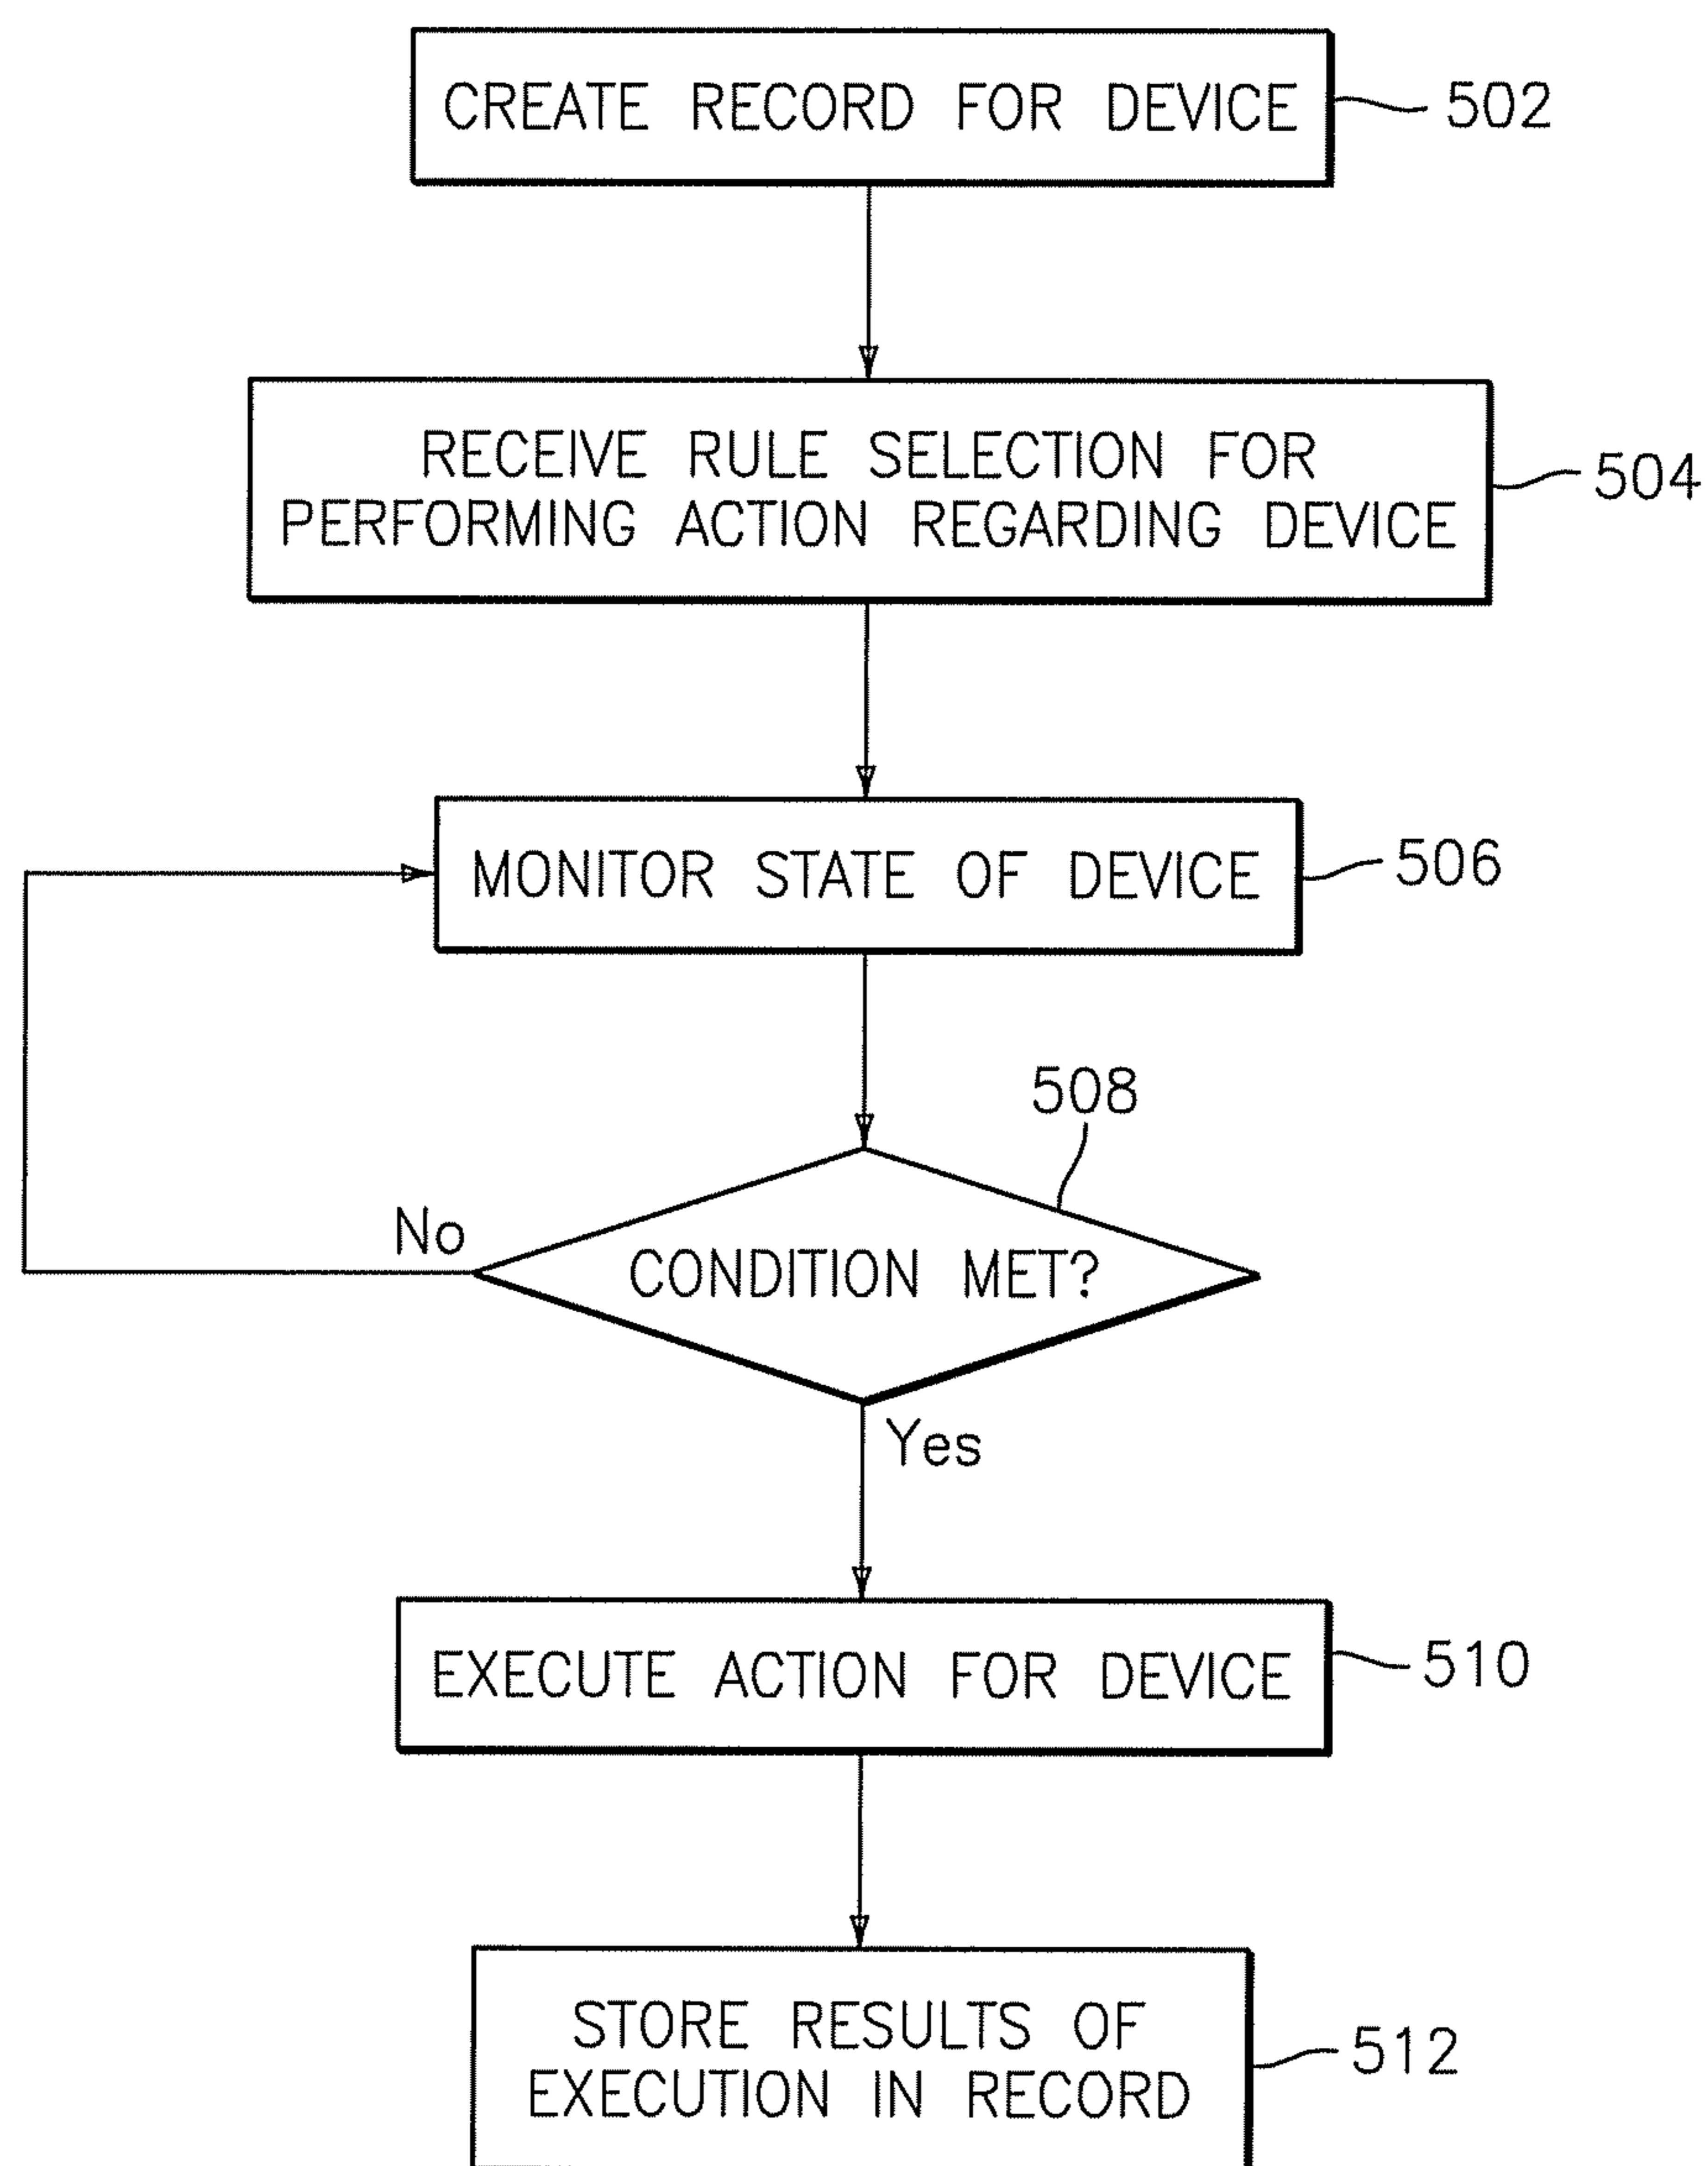 CREATE RECORD FOR DEVICE
502
RECEIVE RULE SELECTION FOR
PERFORMING ACTION REGARDING DEVICE
504
MONITOR STATE OF DEVICE
506
508
No
CONDITION MET?
Yes
EXECUTE ACTION FOR DEVICE
510
STORE RESULTS OF
EXECUTION IN RECORD
512